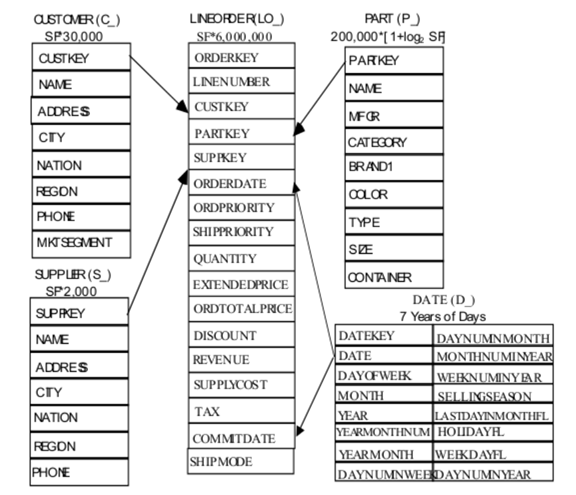 CUSTOMER (C_)
SF*30,000
CUSTKEY
NAME
ADDRESS
CITY
NATION
REGION
PHONE
MKTSEGMENT
SUPPLIER (S_)
SF*2,000
SUPPKEY
NAME
ADDRESS
CITY
NATION
REGION
PHONE
LINEORDER(LO_)
SF*6,000,000
ORDERKEY
LINENUMBER
CUSTKEY
PARTKEY
SUPPKEY
ORDERDATE
ORDPRIORITY
SHIPPRIORITY
QUANTITY
EXTENDEDPRICE
ORDTOTALPRICE
DISCOUNT
REVENUE
SUPPLYCOST
TAX
COMMITDATE
SHIPMODE
PART (P_)
200,000*[1+log₂ SF]
PARTKEY
NAME
MFGR
CATEGORY
BRAND1
COLOR
TYPE
SIZE
CONTAINER
DATE (D_)
7 Years of Days
DATEKEY DAYNUMINMONTH
DATE MONTHNUMINYEAR
DAYOFWEEK WEEKNUMINYEAR
MONTH SELLINGSEASON
YEAR LASTDAYINMONTHFL
YEARMONTHNUM HOLIDAYFL
YEARMONTH WEEKDAYFL
DAYNUMINWEEK DAYNUMINYEAR